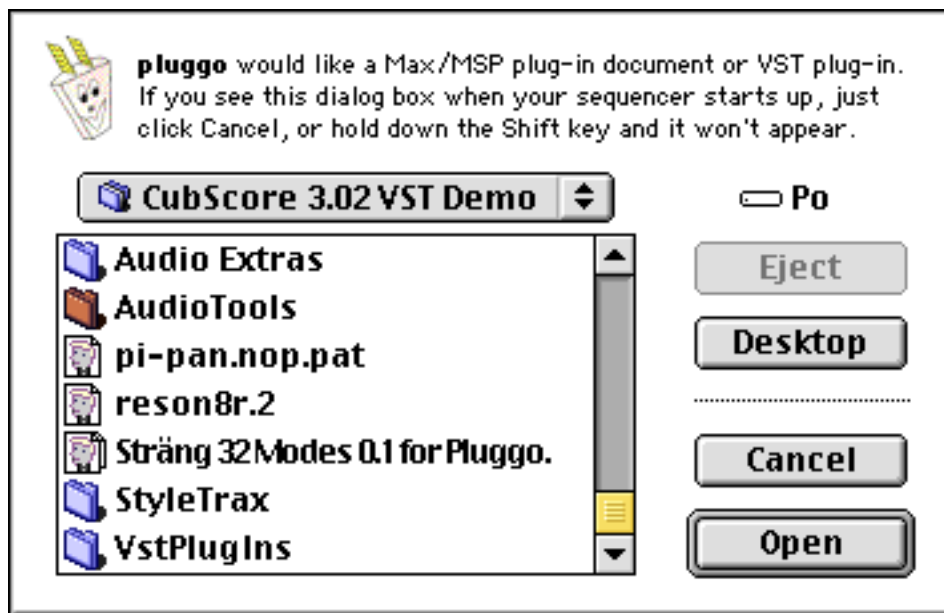 pluggo would like a Max/MSP plug-in document or VST plug-in.
If you see this dialog box when your sequencer starts up, just
click Cancel, or hold down the Shift key and it won't appear.
CubScore 3.02 VST Demo
Po
Audio Extras
AudioTools
pi-pan.nop.pat
reson8r.2
Sträng 32Modes 0.1 for Pluggo.
StyleTrax
VstPlugIns
Eject
Desktop
Cancel
Open